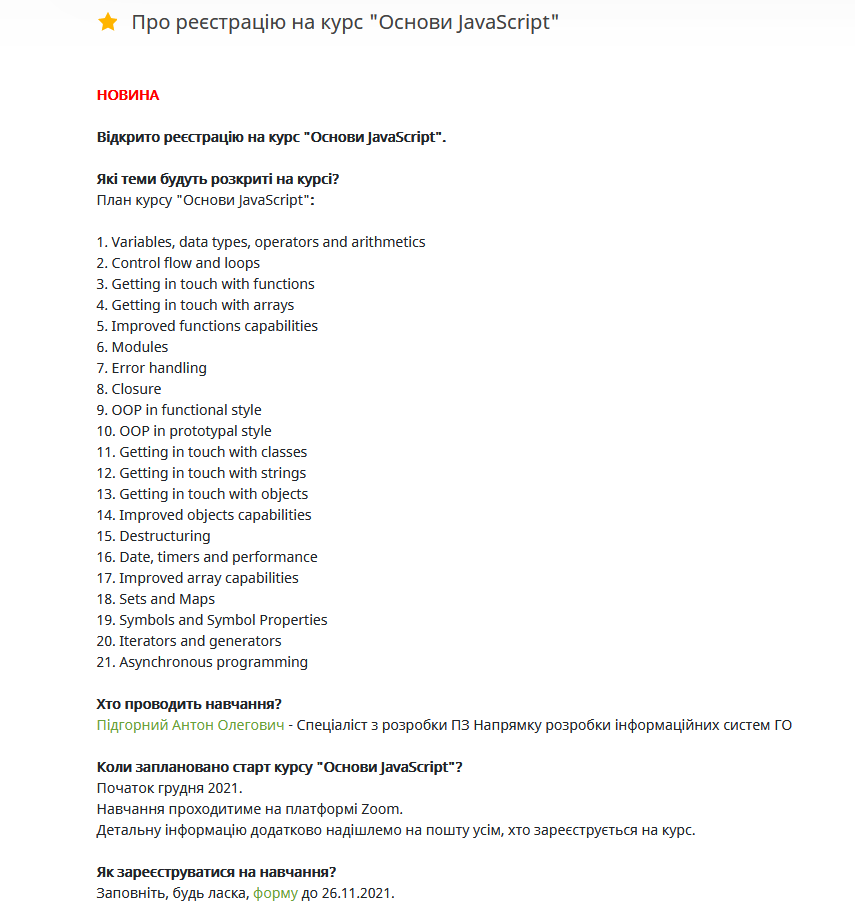 Про реєстрацію на курс "Основи JavaScript"
НОВИНА
Відкрито реєстрацію на курс "Основи JavaScript".
Які теми будуть розкриті на курсі?
План курсу "Основи JavaScript":
1. Variables, data types, operators and arithmetics
2. Control flow and loops
3. Getting in touch with functions
4. Getting in touch with arrays
5. Improved functions capabilities
6. Modules
7. Error handling
8. Closure
9. OOP in functional style
10. OOP in prototypal style
11. Getting in touch with classes
12. Getting in touch with strings
13. Getting in touch with objects
14. Improved objects capabilities
15. Destructuring
16. Date, timers and performance
17. Improved array capabilities
18. Sets and Maps
19. Symbols and Symbol Properties
20. Iterators and generators
21. Asynchronous programming
Хто проводить навчання?
Підгорний Антон Олегович - Спеціаліст з розробки ПЗ Напрямку розробки інформаційних систем ГО
Коли заплановано старт курсу "Основи JavaScript"?
Початок грудня 2021.
Навчання проходитиме на платформі Zoom.
Детальну інформацію додатково надішлемо на пошту усім, хто зареєструється на курс.
Як зареєструватися на навчання?
Заповніть, будь ласка, форму до 26.11.2021.